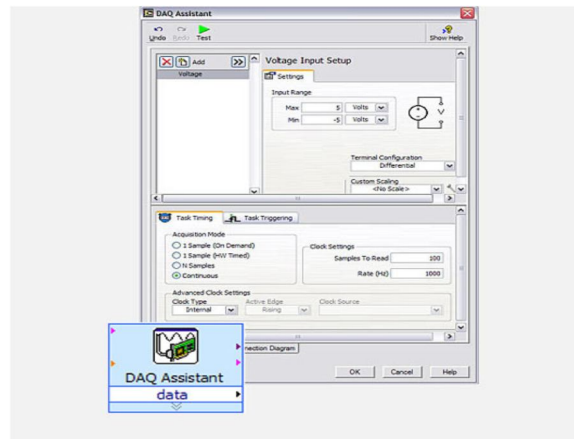 DAQ Assistant
Undo Redo Test Show Help
Add
Voltage
Voltage Input Setup
Settings
Input Range
Max 5 Volts
Min -5 Volts
V
Terminal Configuration
Differential
Custom Scaling
<No Scale>
Task Timing Task Triggering
Acquisition Mode
1 Sample (On Demand)
1 Sample (HW Timed)
N Samples
Continuous
Clock Settings
Samples To Read 100
Rate (Hz) 1000
Advanced Clock Settings
Clock Type Active Edge Clock Source
Internal Rising
nection Diagram
OK Cancel Help
DAQ Assistant
data